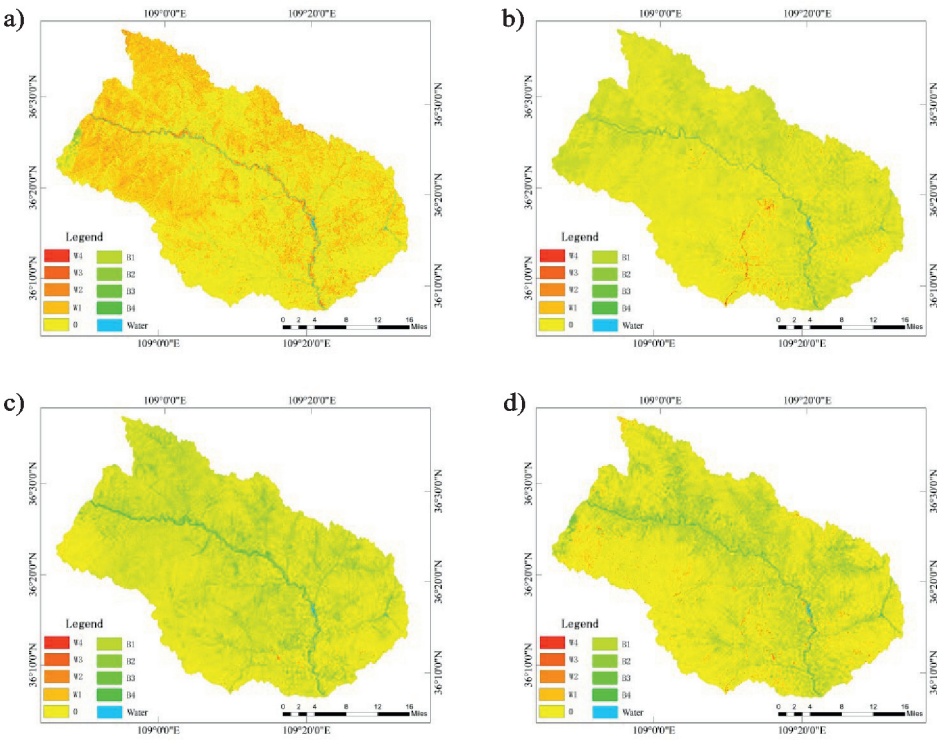 a)
109°0'0"E 109°20'0"E
36°30'0"N 36°30'0"N
36°20'0"N 36°20'0"N
36°10'0"N 36°10'0"N
Legend
W4 B1
W3 B2
W2 B3
W1 B4
0 Water
0 2 4 8 12 16
Miles
109°0'0"E 109°20'0"E
b)
109°0'0"E 109°20'0"E
36°30'0"N 36°30'0"N
36°20'0"N 36°20'0"N
36°10'0"N 36°10'0"N
Legend
W4 B1
W3 B2
W2 B3
W1 B4
0 Water
0 2 4 8 12 16
Miles
109°0'0"E 109°20'0"E
c)
109°0'0"E 109°20'0"E
36°30'0"N 36°30'0"N
36°20'0"N 36°20'0"N
36°10'0"N 36°10'0"N
Legend
W4 B1
W3 B2
W2 B3
W1 B4
0 Water
0 2 4 8 12 16
Miles
109°0'0"E 109°20'0"E
d)
109°0'0"E 109°20'0"E
36°30'0"N 36°30'0"N
36°20'0"N 36°20'0"N
36°10'0"N 36°10'0"N
Legend
W4 B1
W3 B2
W2 B3
W1 B4
0 Water
0 2 4 8 12 16
Miles
109°0'0"E 109°20'0"E